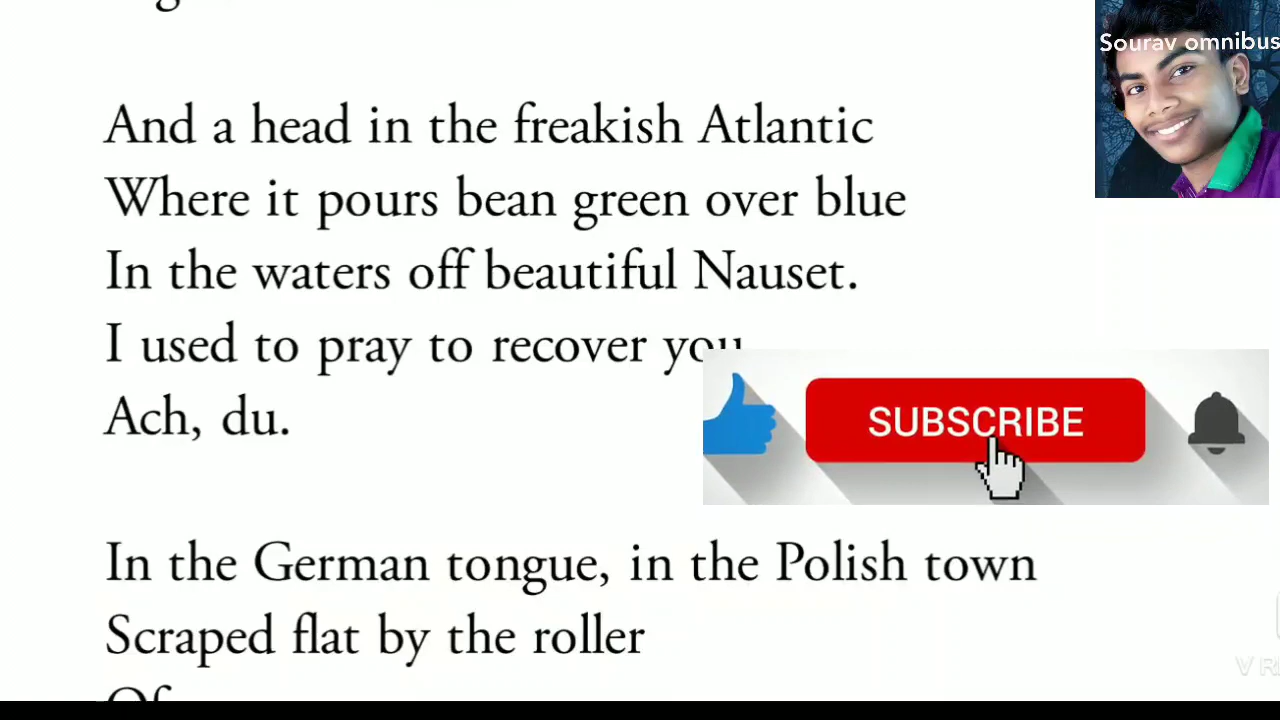 Sourav omnibus
And a head in the freakish Atlantic
Where it pours bean green over blue
In the waters off beautiful Nauset.
I used to pray to recover you
Ach, du.
SUBSCRIBE
In the German tongue, in the Polish town
Scraped flat by the roller
Of